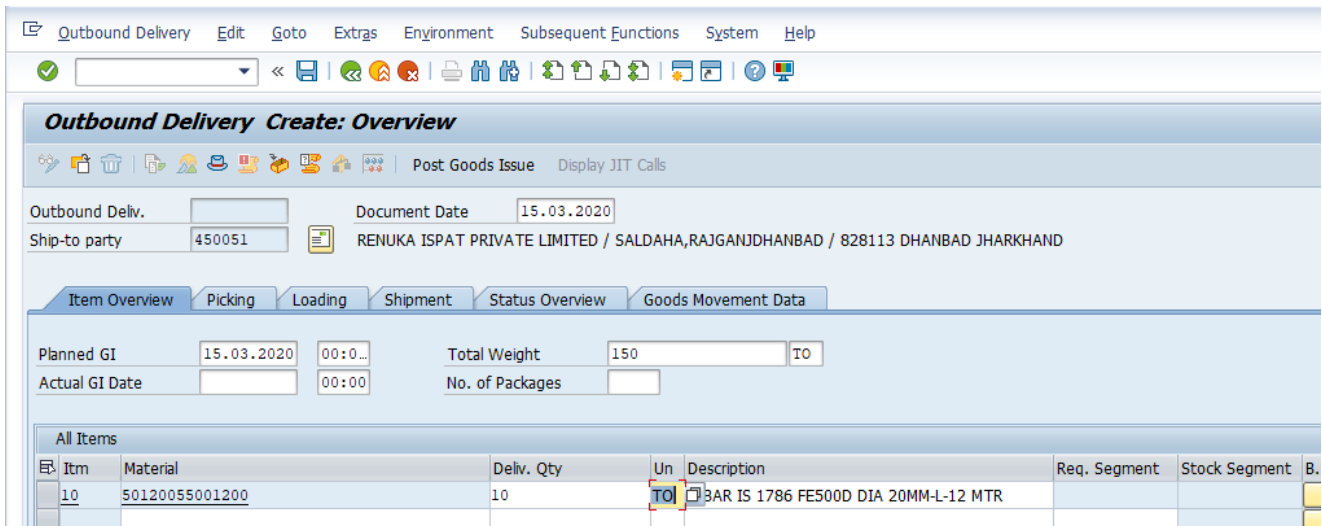 Outbound Delivery Edit Goto Extras Environment Subsequent Functions System Help
Outbound Delivery Create: Overview
Post Goods Issue Display JIT Calls
Outbound Deliv. Document Date 15.03.2020
Ship-to party 450051 RENUKA ISPAT PRIVATE LIMITED / SALDAHA,RAJGANJDHANBAD / 828113 DHANBAD JHARKHAND
Item Overview Picking Loading Shipment Status Overview Goods Movement Data
Planned GI 15.03.2020 00:0... Total Weight 150 TO
Actual GI Date 00:00 No. of Packages
All Items
Itm Material Deliv. Qty Un Description Req. Segment Stock Segment B.
10 50120055001200 10 TO BAR IS 1786 FE500D DIA 20MM-L-12 MTR